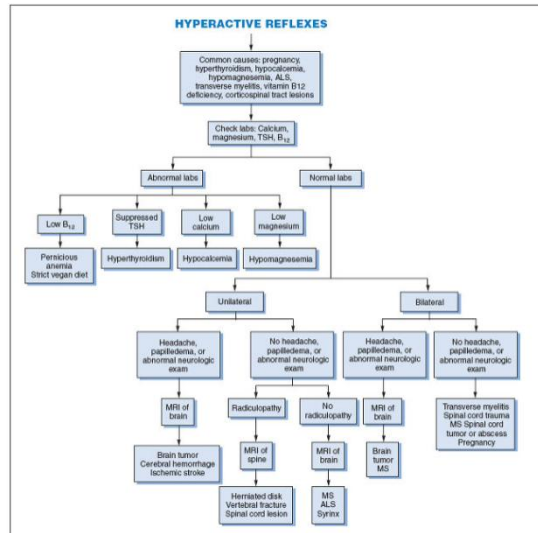 HYPERACTIVE REFLEXES
Common causes: pregnancy,
hyperthyroidism, hypocalcemia,
hypomagnesemia, ALS,
transverse myelitis, vitamin B12
deficiency, corticospinal tract lesions
Check labs: Calcium,
magnesium, TSH, B12
Abnormal labs
Normal labs
Low B12
Suppressed
TSH
Low
calcium
Low
magnesium
Pernicious
anemia
Strict vegan diet
Hyperthyroidism
Hypocalcemia
Hypomagnesemia
Unilateral
Bilateral
Headache,
papilledema, or
abnormal neurologic
exam
No headache,
papilledema, or
abnormal neurologic
exam
Headache,
papilledema, or
abnormal neurologic
exam
No headache,
papilledema, or
abnormal neurologic
exam
MRI of
brain
Radiculopathy
No
radiculopathy
MRI of
brain
Transverse myelitis
Spinal cord trauma
MS Spinal cord
tumor or abscess
Pregnancy
Brain tumor
Cerebral hemorrhage
Ischemic stroke
MRI of
spine
MRI of
brain
Brain
tumor
MS
Herniated disk
Vertebral fracture
Spinal cord lesion
MS
ALS
Syrinx